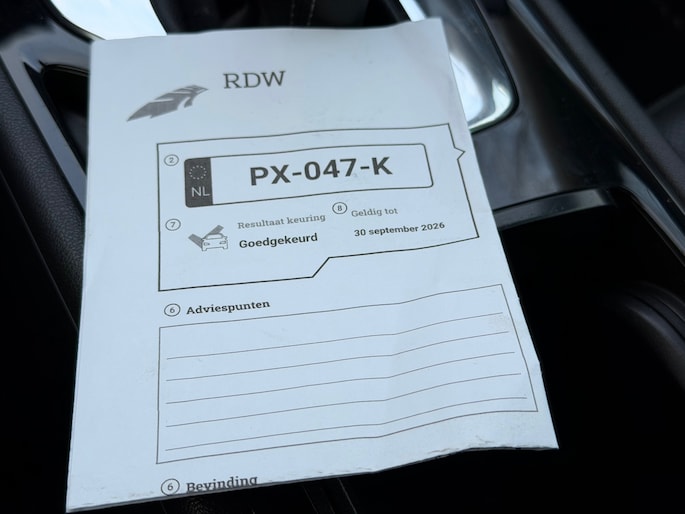 RDW
2
NL
PX-047-K
7
Resultaat keuring
Goedgekeurd
8
Geldig tot
30 september 2026
6 Adviespunten
6 Bevinding